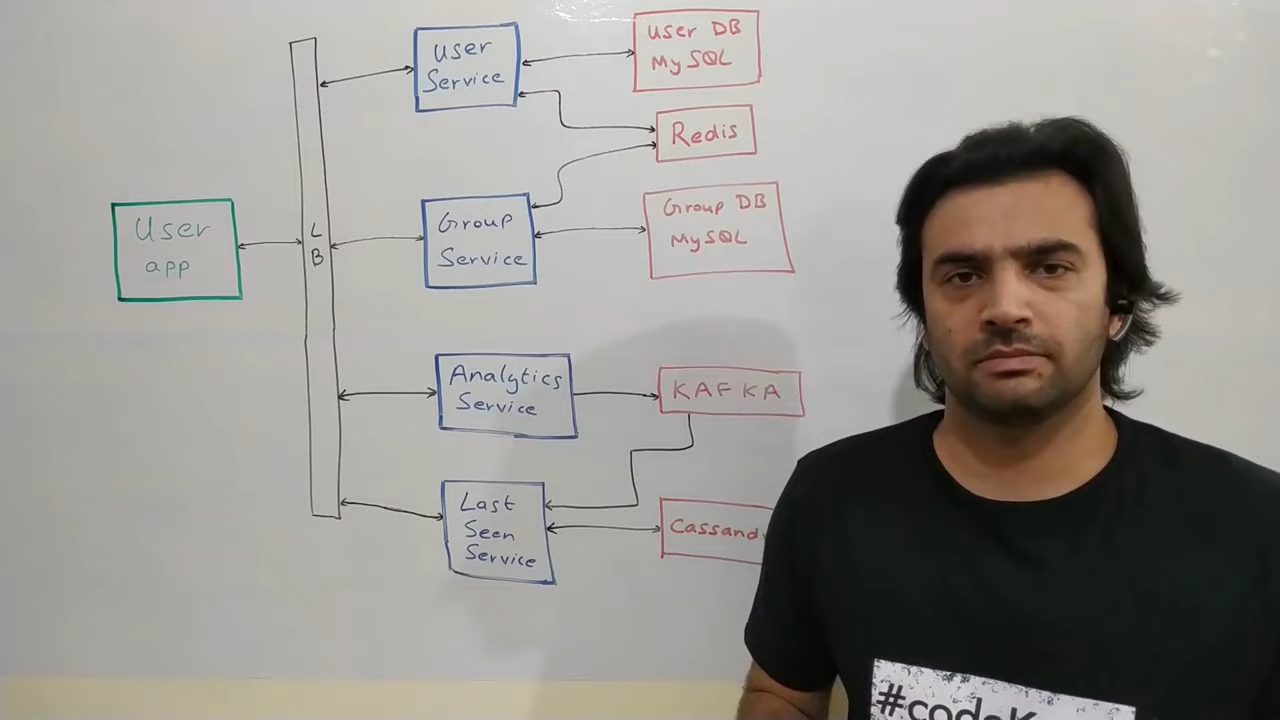 User
app
L
B
User
Service
User DB
MySQL
Redis
Group
Service
Group DB
MySQL
Analytics
Service
KAFKA
Last
Seen
Service